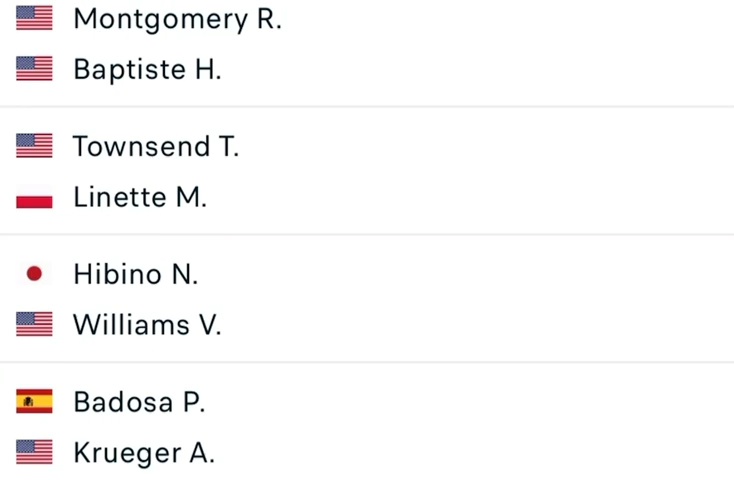 Montgomery R.
Baptiste H.
Townsend T.
Linette M.
Hibino N.
Williams V.
Badosa P.
Krueger A.